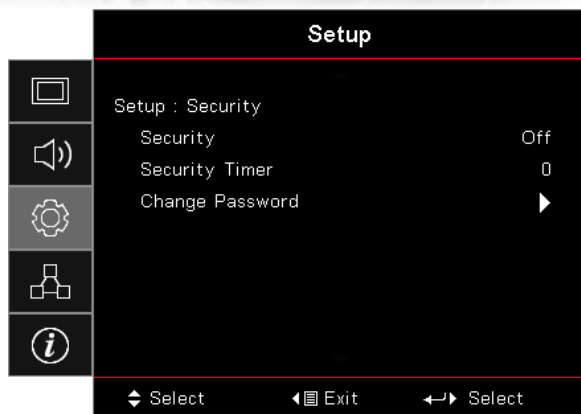 Setup
Setup : Security
Security Off
Security Timer 0
Change Password
Select Exit Select